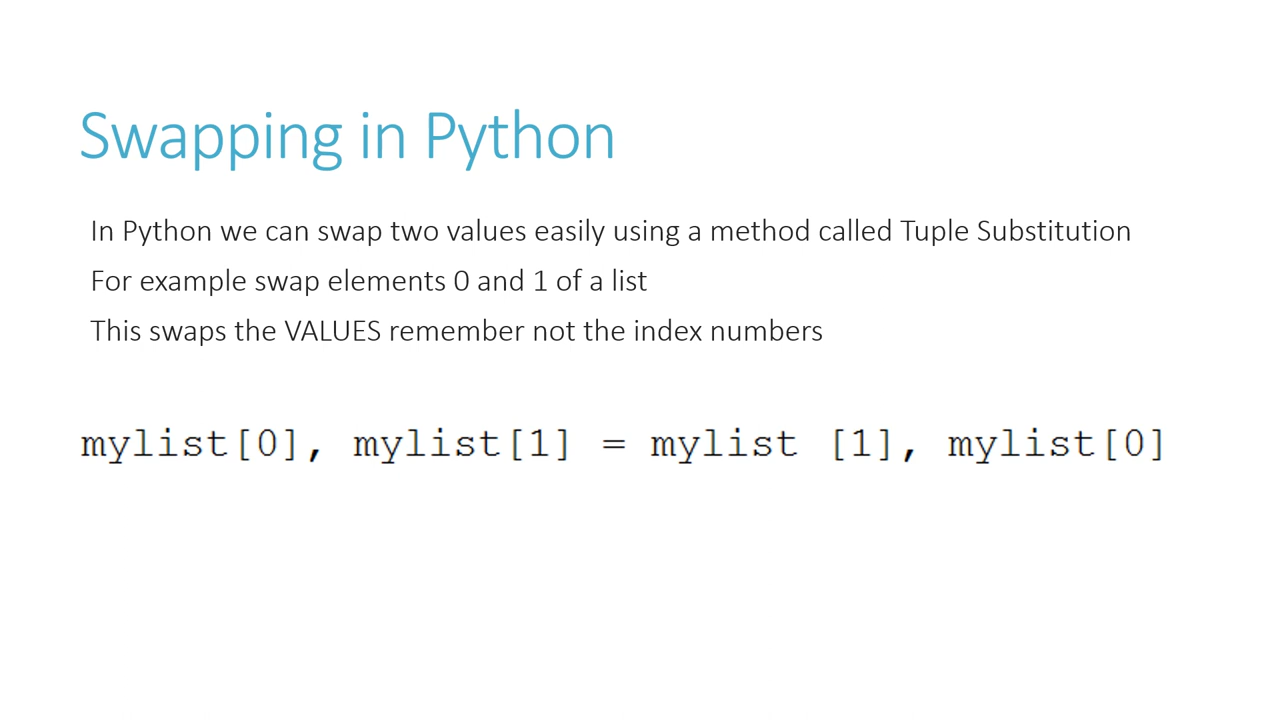 Swapping in Python
In Python we can swap two values easily using a method called Tuple Substitution
For example swap elements 0 and 1 of a list
This swaps the VALUES remember not the index numbers
mylist[0], mylist[1] = mylist [1], mylist[0]